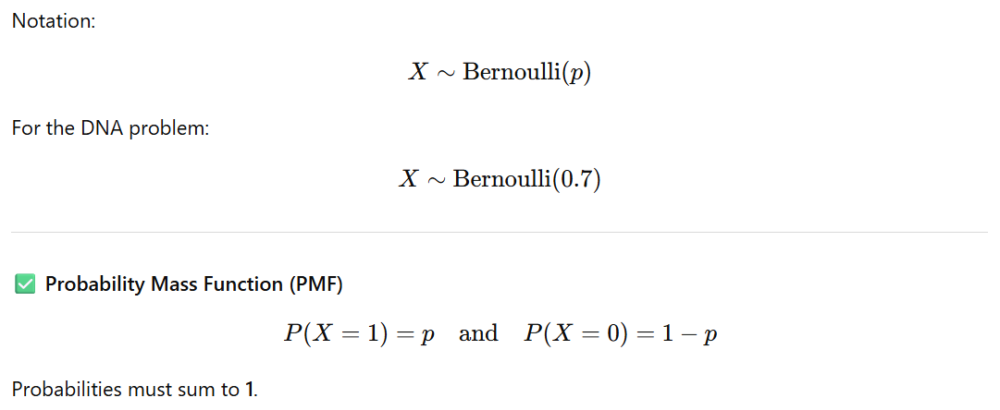 Notation:
X ∼ Bernoulli(p)
For the DNA problem:
X ∼ Bernoulli(0.7)
✅ Probability Mass Function (PMF)
P(X = 1) = p and P(X = 0) = 1 − p
Probabilities must sum to 1.